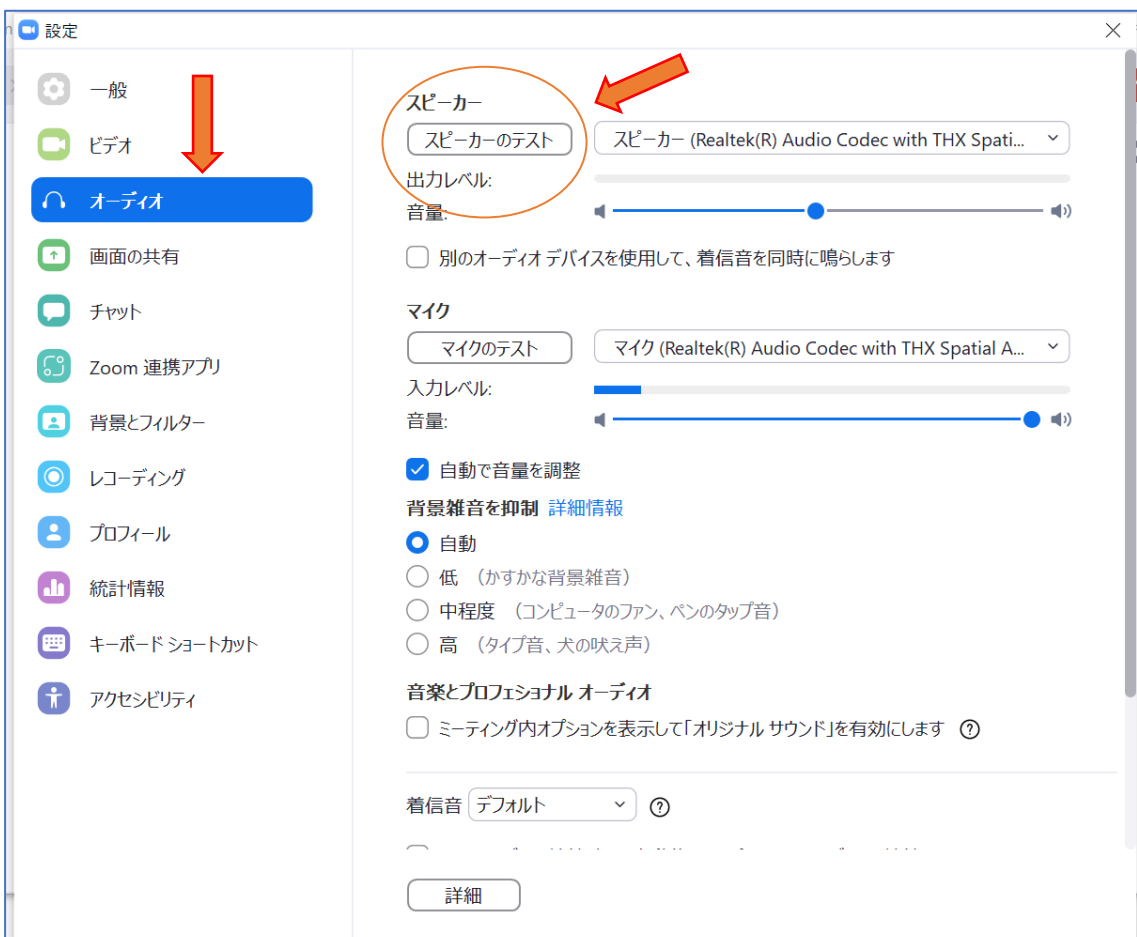 設定
一般
ビデオ
オーディオ
画面の共有
チャット
Zoom 連携アプリ
背景とフィルター
レコーディング
プロフィール
統計情報
キーボード ショートカット
アクセシビリティ
スピーカー
スピーカーのテスト スピーカー (Realtek(R) Audio Codec with THX Spati...
出力レベル:
音量:
別のオーディオ デバイスを使用して、着信音を同時に鳴らします
マイク
マイクのテスト マイク (Realtek(R) Audio Codec with THX Spatial A...
入力レベル:
音量:
自動で音量を調整
背景雑音を抑制 詳細情報
自動
低 （かすかな背景雑音）
中程度 （コンピュータのファン、ペンのタップ音）
高 （タイプ音、犬の吠え声）
音楽とプロフェショナル オーディオ
ミーティング内オプションを表示して「オリジナル サウンド」を有効にします ?
着信音 デフォルト ?
詳細